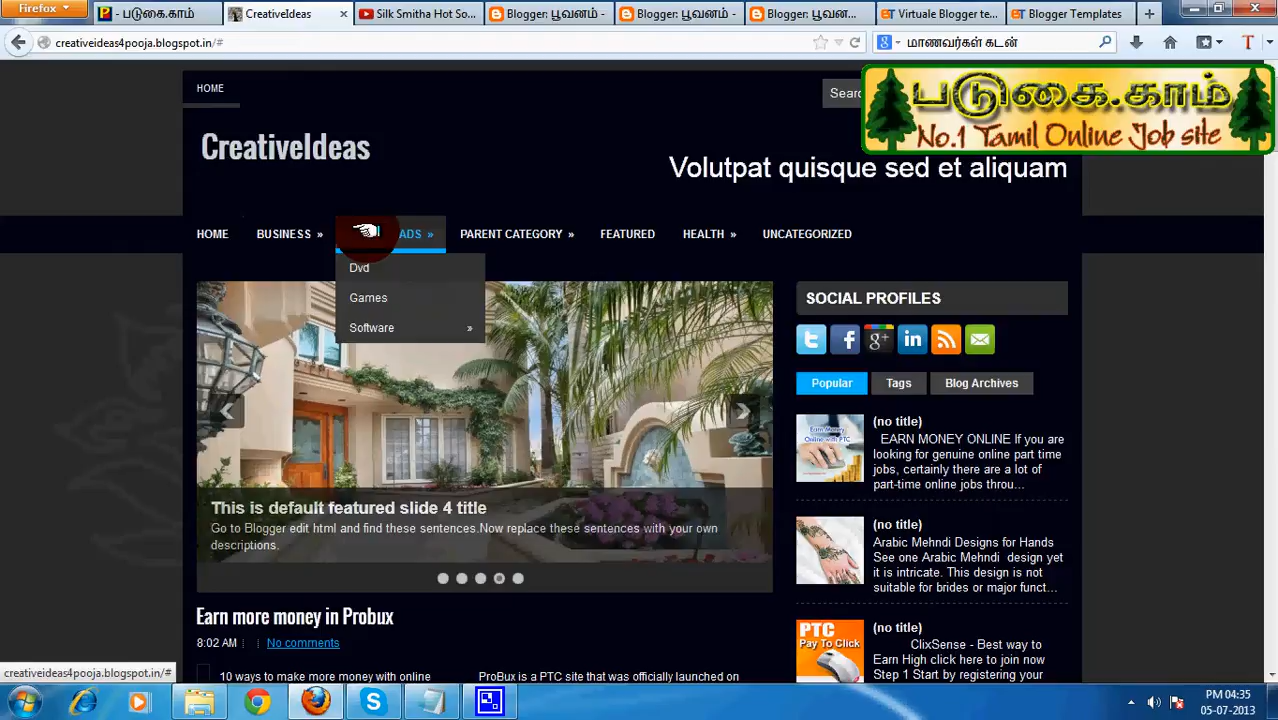 Firefox
- படுகை.காம்
CreativeIdeas
Silk Smitha Hot So...
Blogger: பூவனம் -
Blogger: பூவனம் -
Blogger: பூவன...
Virtuale Blogger te...
Blogger Templates
creativeideas4pooja.blogspot.in/#
மாணவர்கள் கடன்
HOME
Searc
படுகை.காம்
No.1 Tamil Online Job site
CreativeIdeas
Volutpat quisque sed et aliquam
HOME
BUSINESS »
ADS »
PARENT CATEGORY »
FEATURED
HEALTH »
UNCATEGORIZED
Dvd
Games
Software »
SOCIAL PROFILES
Popular
Tags
Blog Archives
(no title)
EARN MONEY ONLINE If you are
looking for genuine online part time
jobs, certainly there are a lot of
part-time online jobs throu...
Earn Money
Online with PTC
This is default featured slide 4 title
Go to Blogger edit html and find these sentences.Now replace these sentences with your own
descriptions.
(no title)
Arabic Mehndi Designs for Hands
See one Arabic Mehndi design yet
it is intricate. This design is not
suitable for brides or major funct...
Earn more money in Probux
8:02 AM
No comments
(no title)
ClixSense - Best way to
Earn High click here to join now
Step 1 Start by registering your
PTC
Pay To Click
10 ways to make more money with online
ProBux is a PTC site that was officially launched on
creativeideas4pooja.blogspot.in/#
PM 04:35
05-07-2013